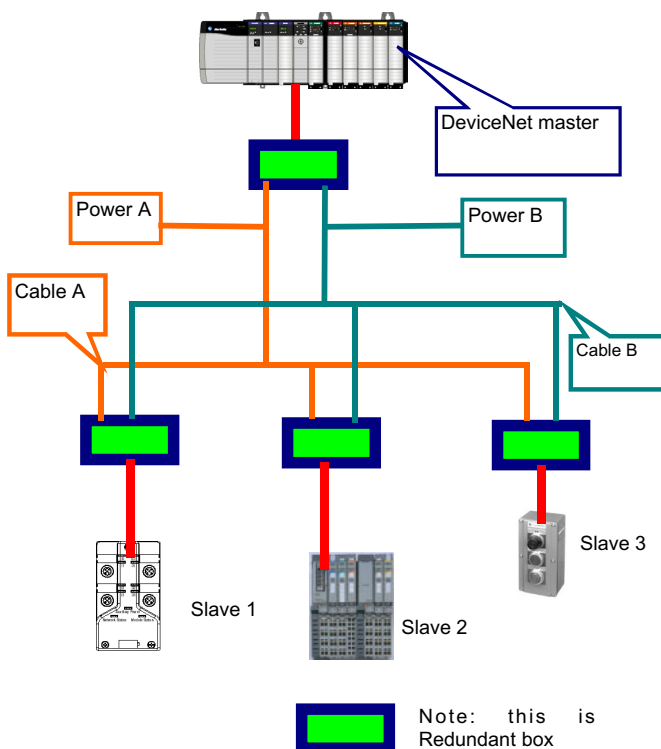 DeviceNet master
Power A
Power B
Cable A
Cable B
Slave 3
Slave 1
Slave 2
Note: this is
Redundant box